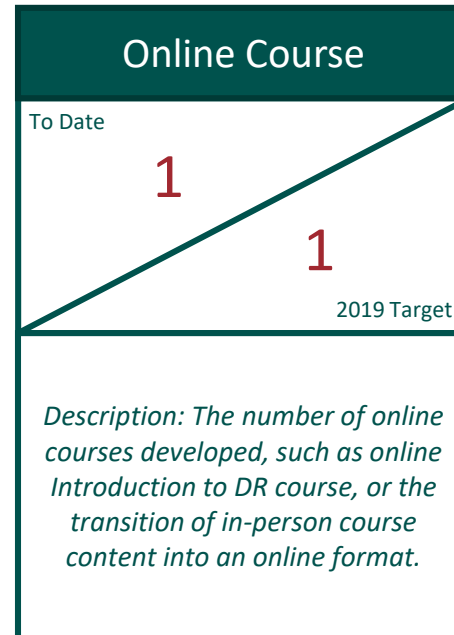 Online Course
To Date
1
1
2019 Target
Description: The number of online
courses developed, such as online
Introduction to DR course, or the
transition of in-person course
content into an online format.